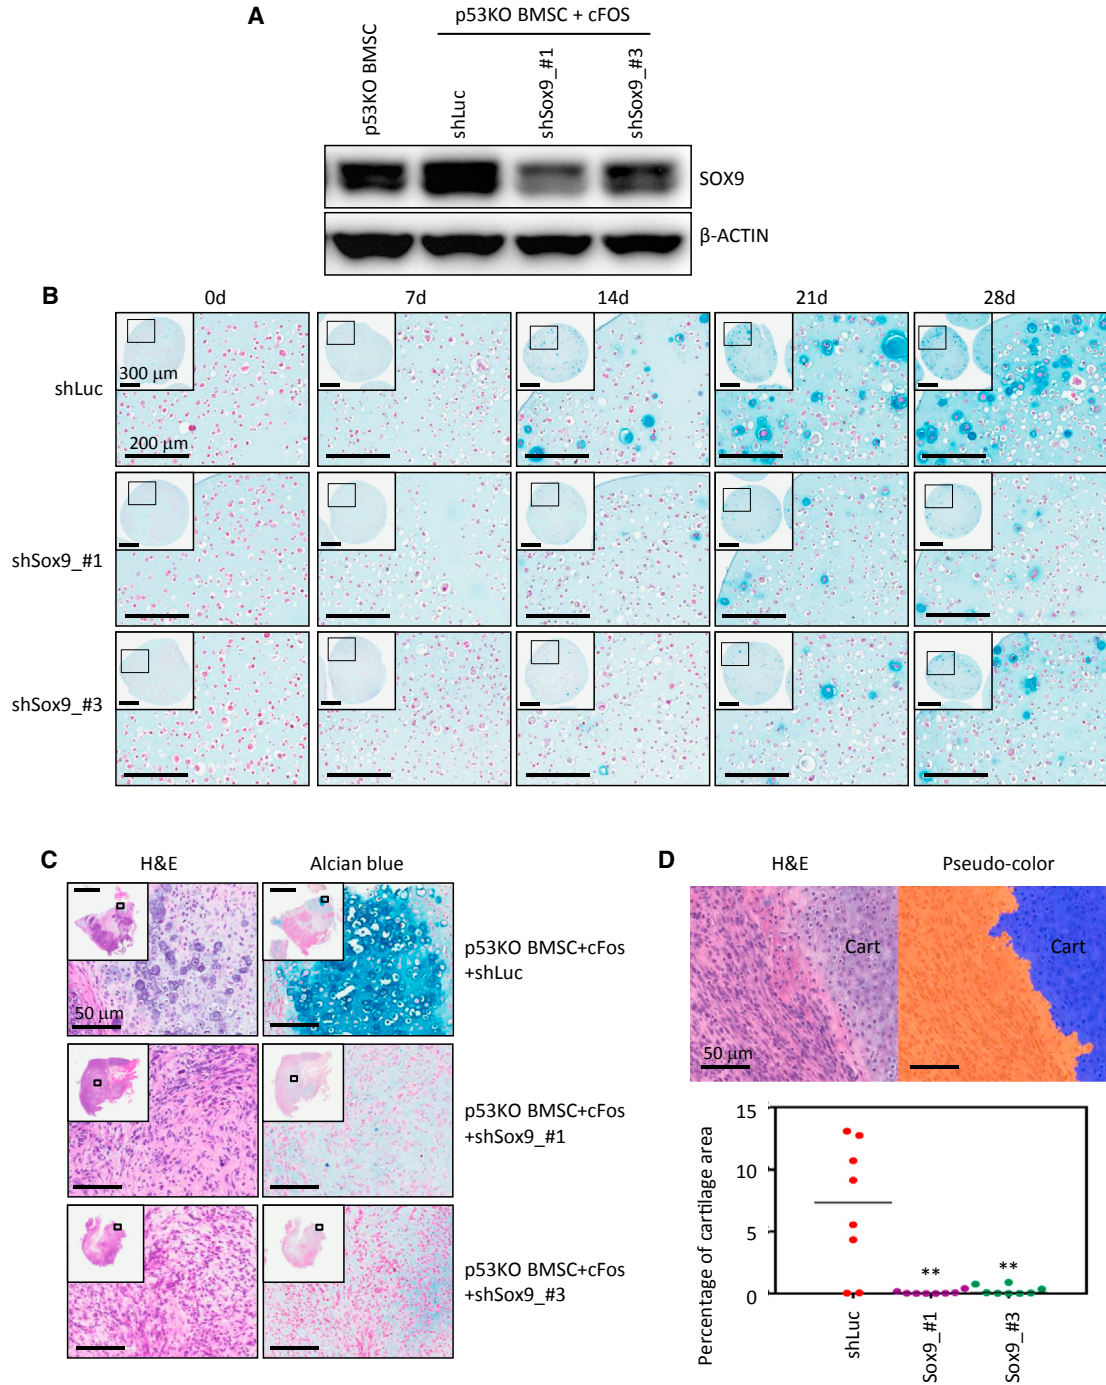 A
p53KO BMSC + cFOS
p53KO BMSC
shLuc
shSox9_#1
shSox9_#3
SOX9
β-ACTIN
B
0d
7d
14d
21d
28d
300 μm
shLuc
200 μm
shSox9_#1
shSox9_#3
C
H&E
Alcian blue
p53KO BMSC+cFos
+shLuc
50 μm
p53KO BMSC+cFos
+shSox9_#1
p53KO BMSC+cFos
+shSox9_#3
D
H&E
Pseudo-color
Cart
Cart
50 μm
Percentage of cartilage area
15
10
5
0
**
**
shLuc
Sox9_#1
Sox9_#3